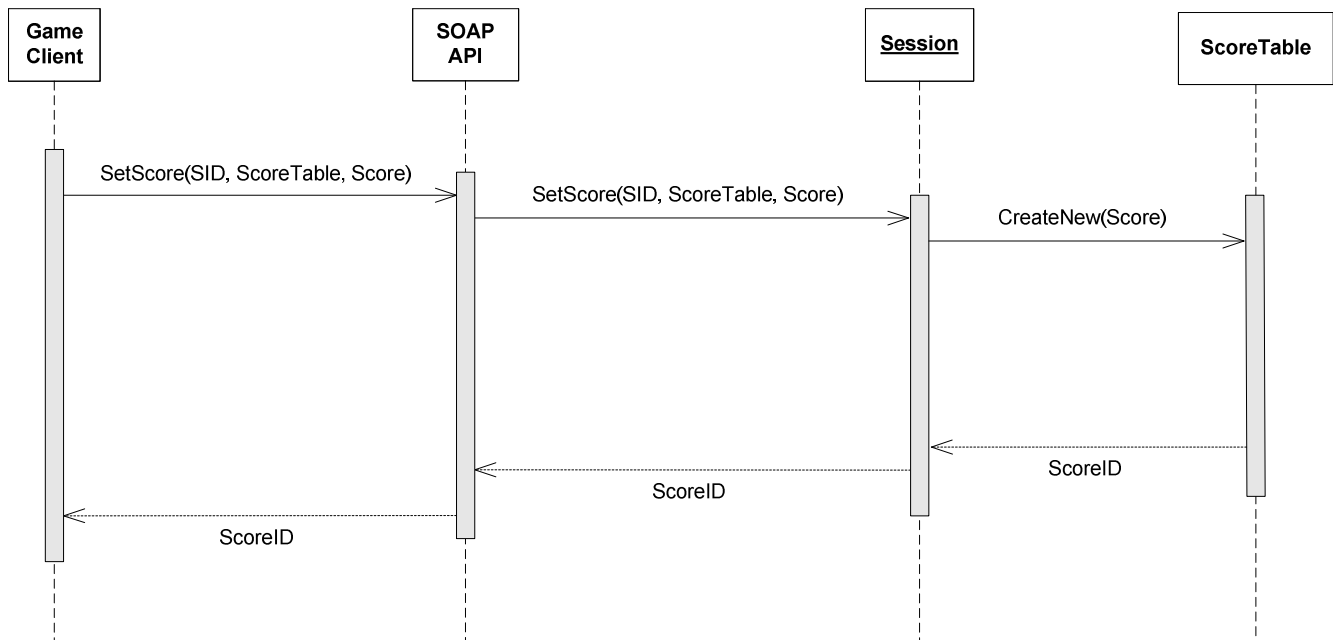 Game
Client
SOAP
API
Session
ScoreTable
SetScore(SID, ScoreTable, Score)
SetScore(SID, ScoreTable, Score)
CreateNew(Score)
ScoreID
ScoreID
ScoreID